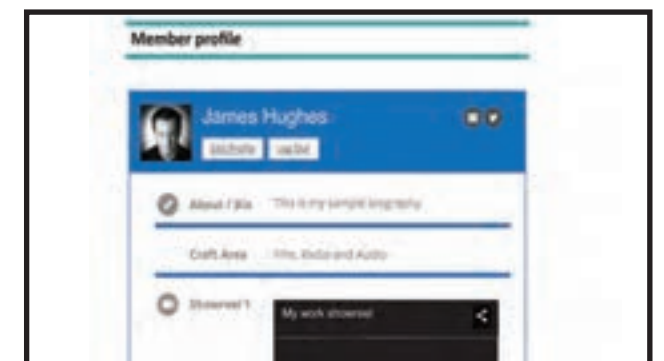 Member profile
James Hughes
About / Bio This is my sample biography
Craft Area Film, Radio and Audio
Showreel 1
My work showreel